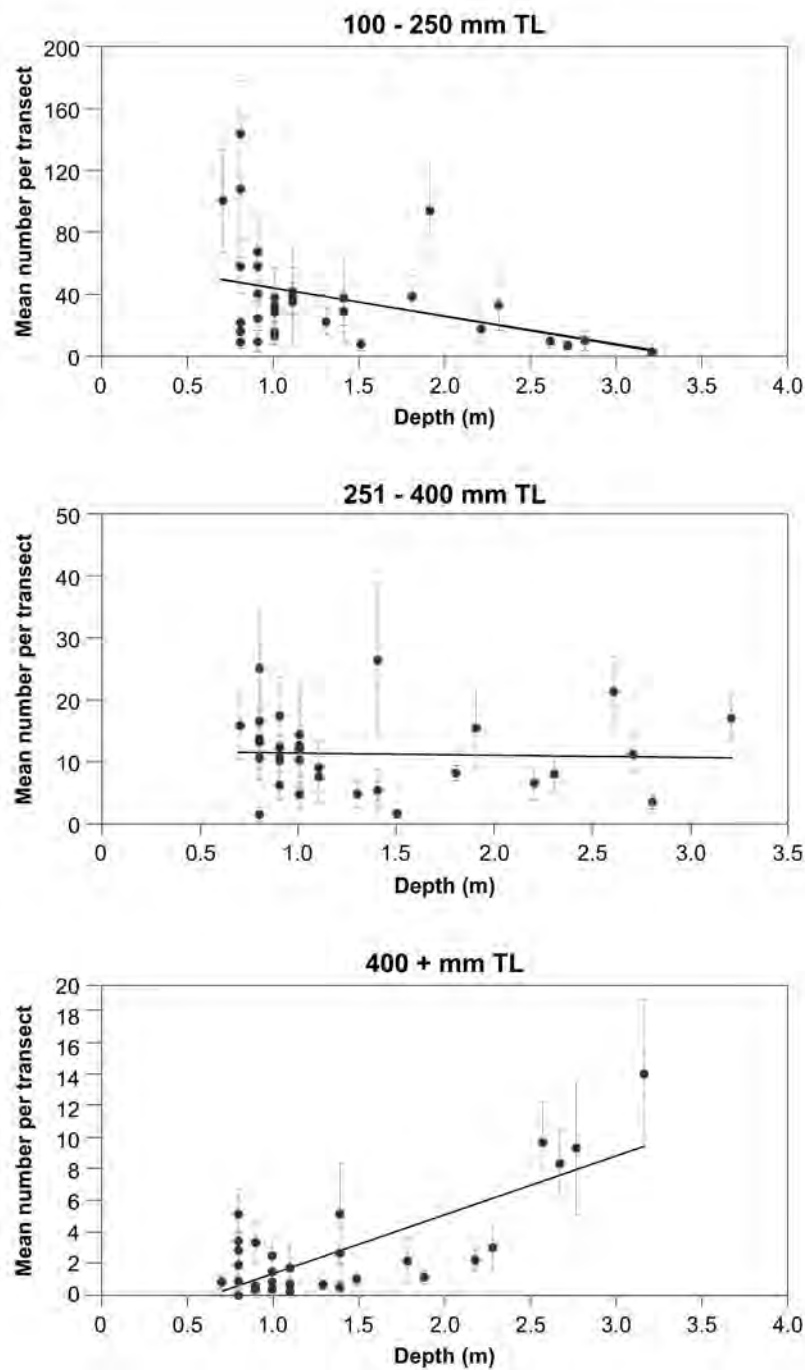 100 - 250 mm TL
Mean number per transect
200
160
120
80
40
0
0 0.5 1.0 1.5 2.0 2.5 3.0 3.5 4.0
Depth (m)
251 - 400 mm TL
Mean number per transect
50
40
30
20
10
0
0 0.5 1.0 1.5 2.0 2.5 3.0 3.5
Depth (m)
400 + mm TL
Mean number per transect
20
18
16
14
12
10
8
6
4
2
0
0 0.5 1.0 1.5 2.0 2.5 3.0 3.5 4.0
Depth (m)